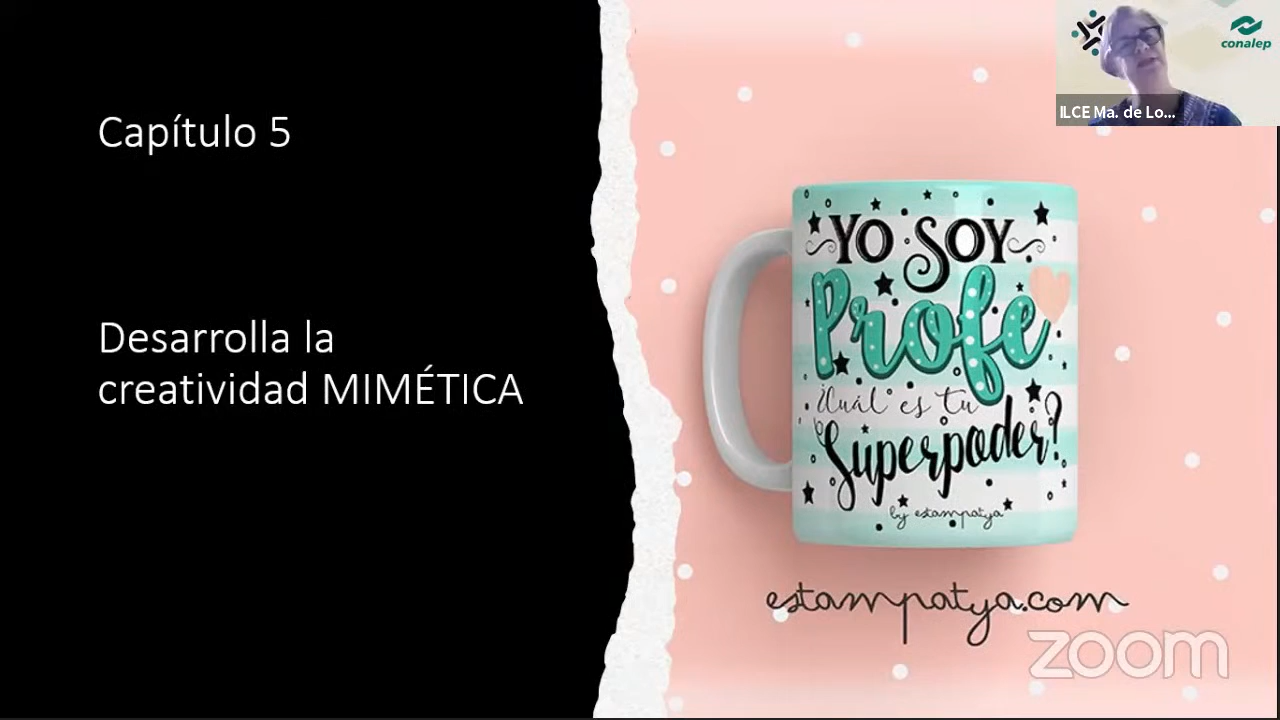 Capítulo 5
Desarrolla la
creatividad MIMÉTICA
YO SOY
Profe
¿Cuál es tu
Superpoder?
by estampatya
estampatya.com
conalep
ILCE Ma. de Lo...
zoom